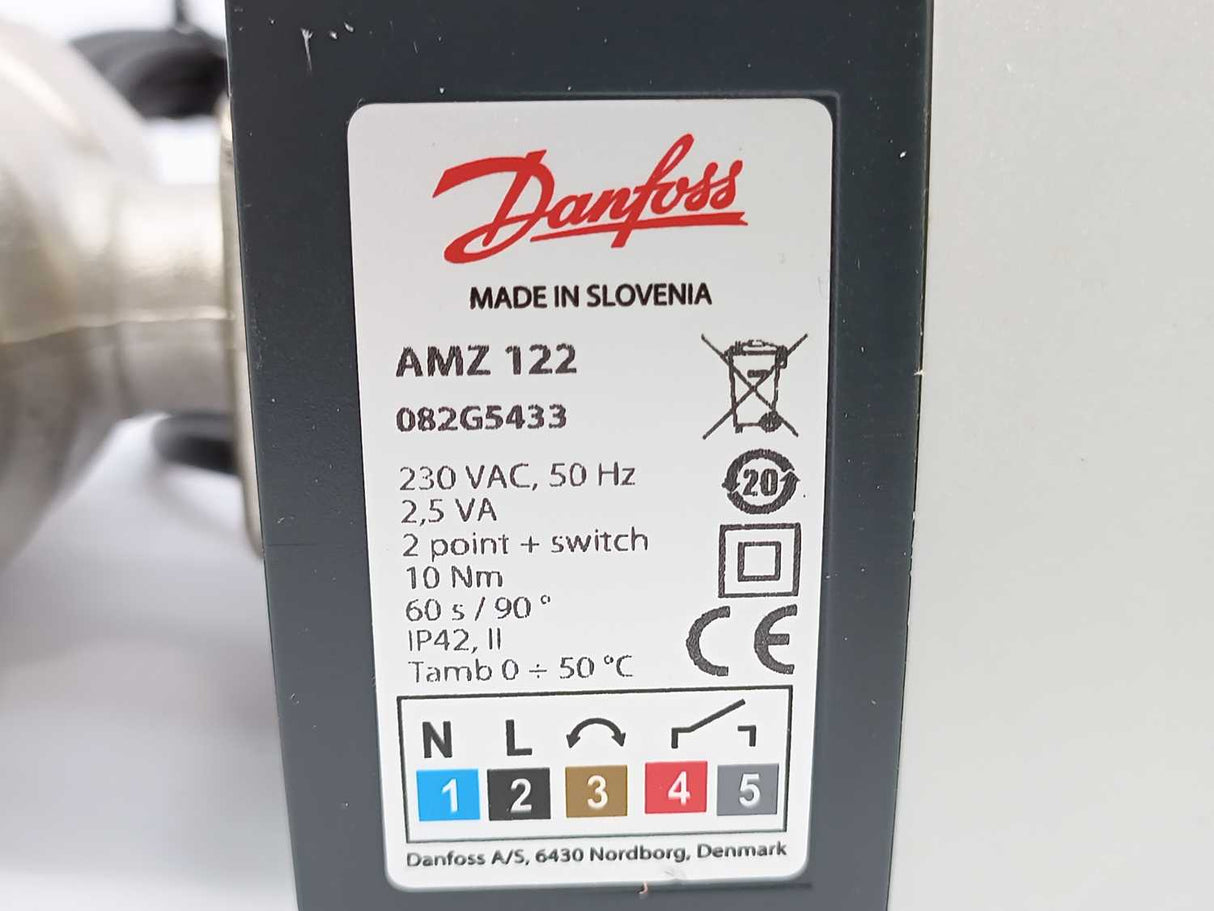 Danfoss
MADE IN SLOVENIA
AMZ 122
082G5433
230 VAC, 50 Hz
2,5 VA
2 point + switch
10 Nm
60 s / 90 °
IP42, II
Tamb 0 ÷ 50 °C
20
CE
N L
1 2 3 4 5
Danfoss A/S, 6430 Nordborg, Denmark